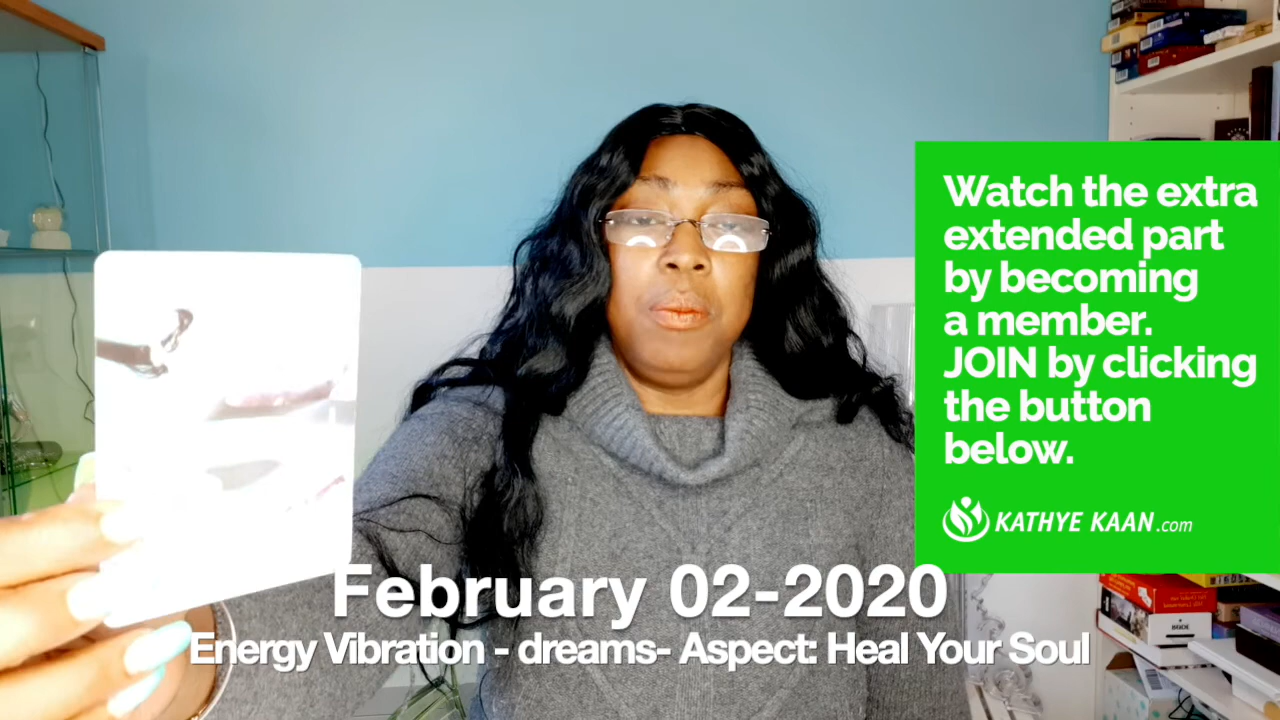 Watch the extra
extended part
by becoming
a member.
JOIN by clicking
the button
below.
KATHYE KAAN.com
February 02-2020
Energy Vibration - dreams- Aspect: Heal Your Soul